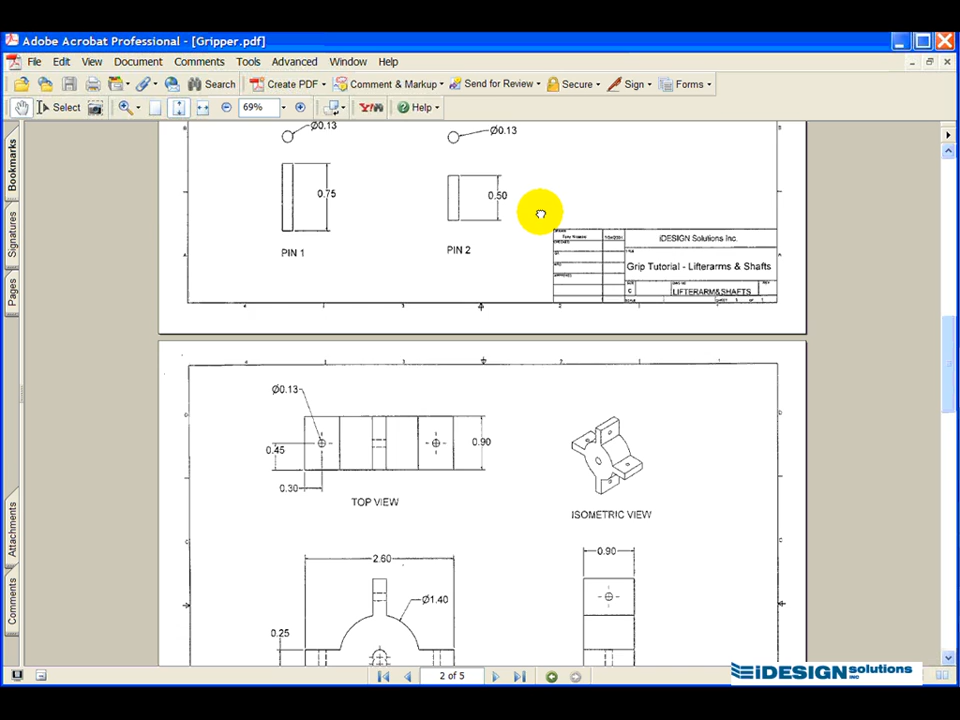 Adobe Acrobat Professional - [Gripper.pdf]
File Edit View Document Comments Tools Advanced Window Help
Search Create PDF Comment & Markup Send for Review Secure Sign Forms
Select 69% Y! Help
Bookmarks
Signatures
Pages
Attachments
Comments
Ø0.13
Ø0.13
0.75
0.50
PIN 1
PIN 2
iDESIGN Solutions Inc.
Grip Tutorial - Lifterarms & Shafts
C
LIFTERARM&SHAFTS
Ø0.13
0.45
0.90
0.30
TOP VIEW
ISOMETRIC VIEW
2.60
0.90
Ø1.40
0.25
2 of 5
iDESIGN solutions
INC